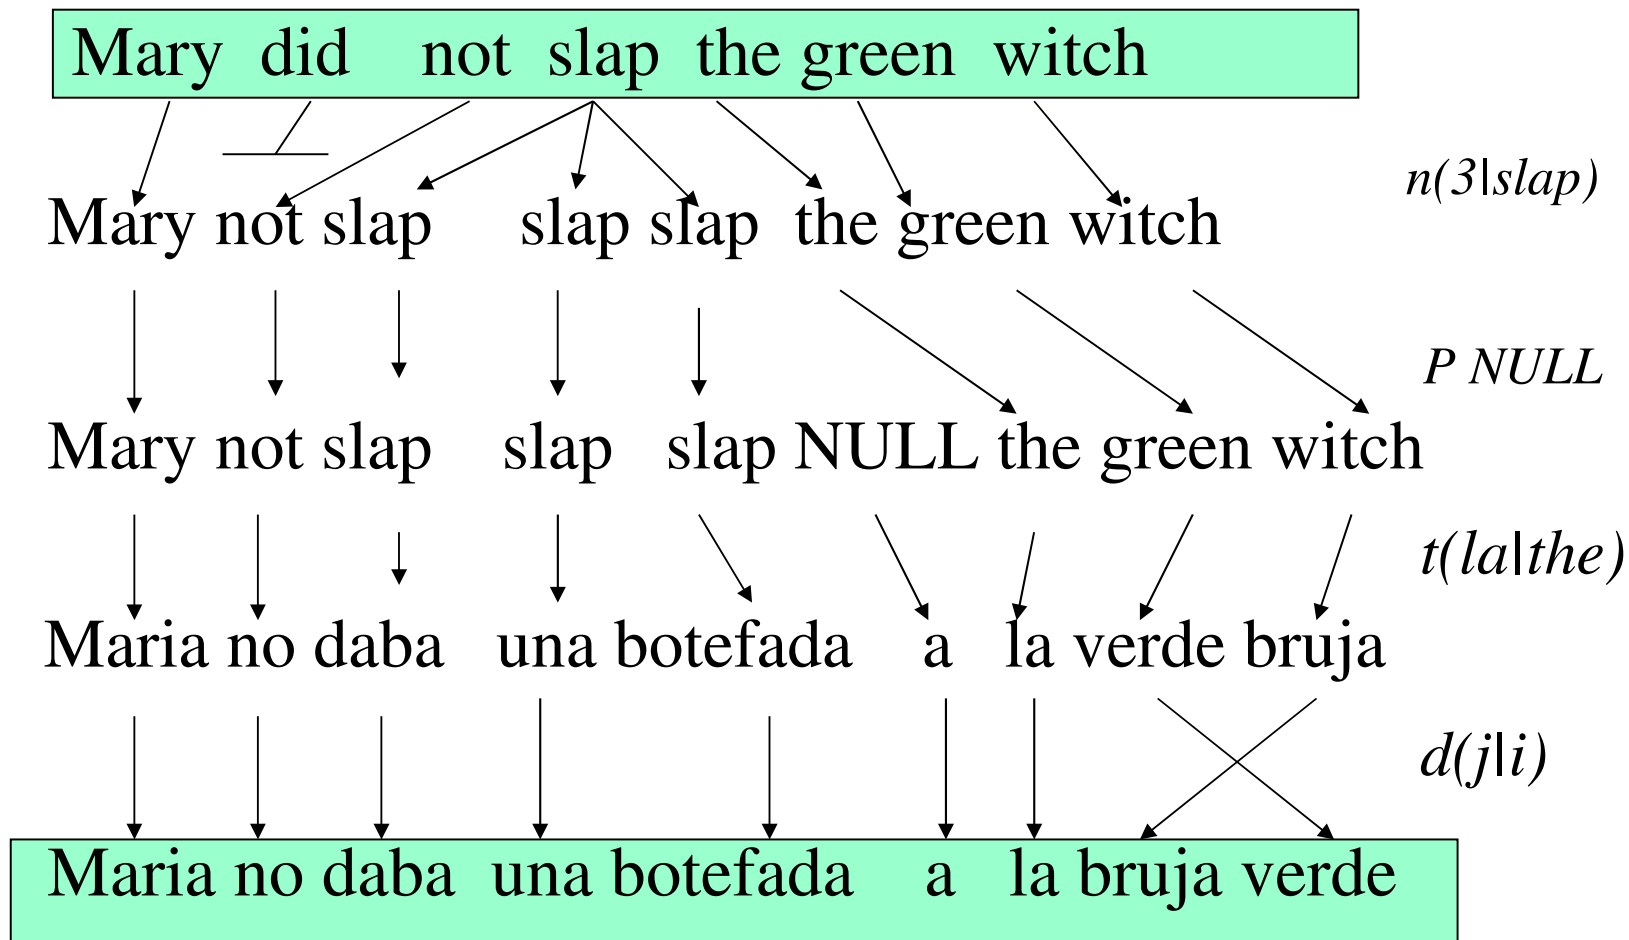 Mary did not slap the green witch
n(3|slap)
Mary not slap slap slap the green witch
P NULL
Mary not slap slap slap NULL the green witch
t(la|the)
Maria no daba una botefada a la verde bruja
d(j|i)
Maria no daba una botefada a la bruja verde